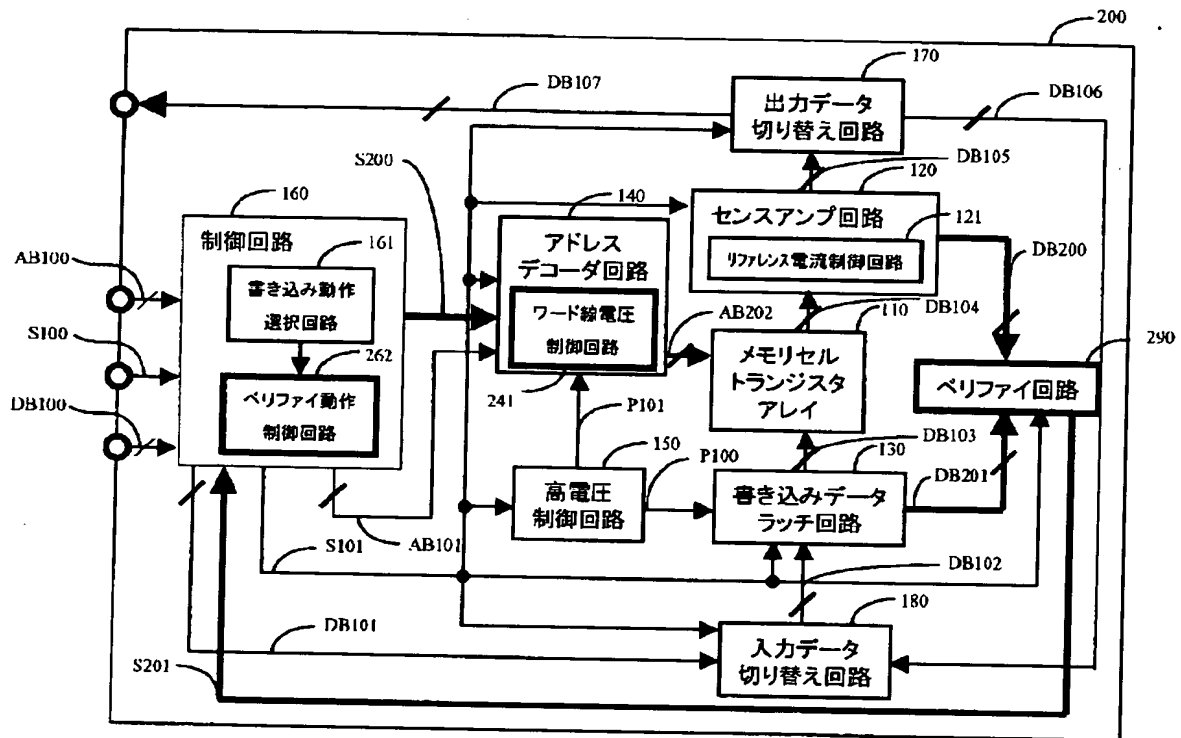 200
170
DB107
出力データ
切り替え回路
DB106
S200
DB105
120
160
140
センスアンプ回路
制御回路
アドレス
デコーダ回路
121
161
リファレンス電流制御回路
DB200
AB100
書き込み動作
選択回路
ワード線電圧
制御回路
AB202
DB104
110
S100
262
メモリセル
トランジスタ
アレイ
290
ベリファイ回路
DB100
ベリファイ動作
制御回路
241
P101
DB103
150
P100
130
高電圧
制御回路
書き込みデータ
ラッチ回路
DB201
AB101
S101
DB102
180
DB101
入力データ
切り替え回路
S201